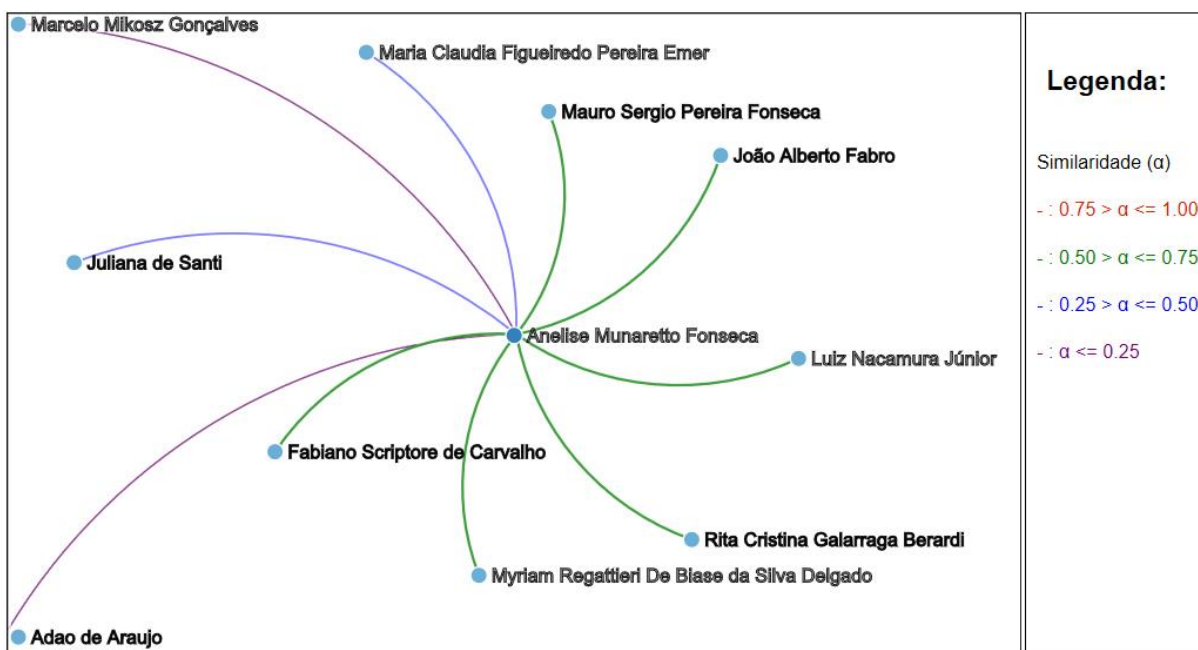 Marcelo Mikosz Gonçalves
Maria Claudia Figueiredo Pereira Emer
Mauro Sergio Pereira Fonseca
João Alberto Fabro
Juliana de Santi
Anelise Munaretto Fonseca
Luiz Nacamura Júnior
Fabiano Scriptore de Carvalho
Rita Cristina Galarraga Berardi
Myriam Regattieri De Biase da Silva Delgado
Adao de Araujo
Legenda:
Similaridade (α)
- : 0.75 > α <= 1.00
- : 0.50 > α <= 0.75
- : 0.25 > α <= 0.50
- : α <= 0.25